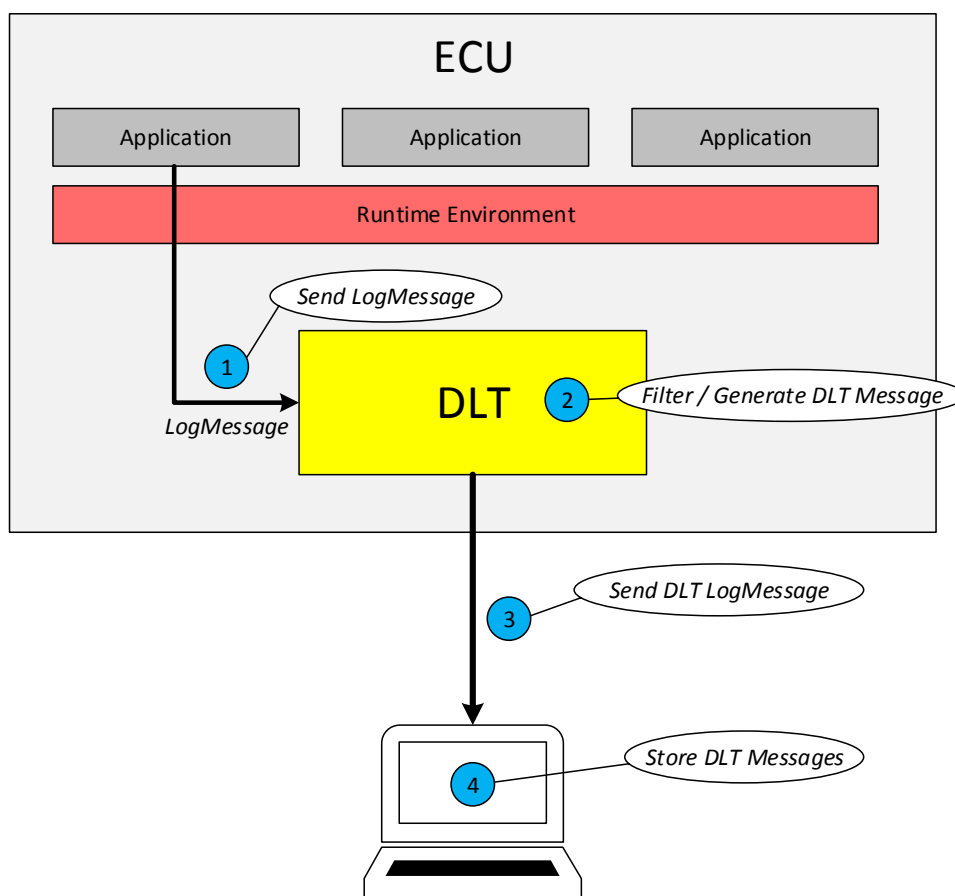 ECU
Application
Application
Application
Runtime Environment
Send LogMessage
1
LogMessage
DLT
2
Filter / Generate DLT Message
3
Send DLT LogMessage
4
Store DLT Messages